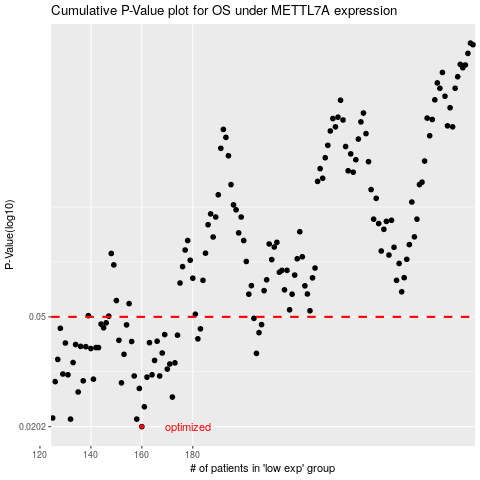 Cumulative P-Value plot for OS under METTL7A expression
P-Value(log10)
0.05
0.0202
optimized
120 140 160 180
# of patients in 'low exp' group